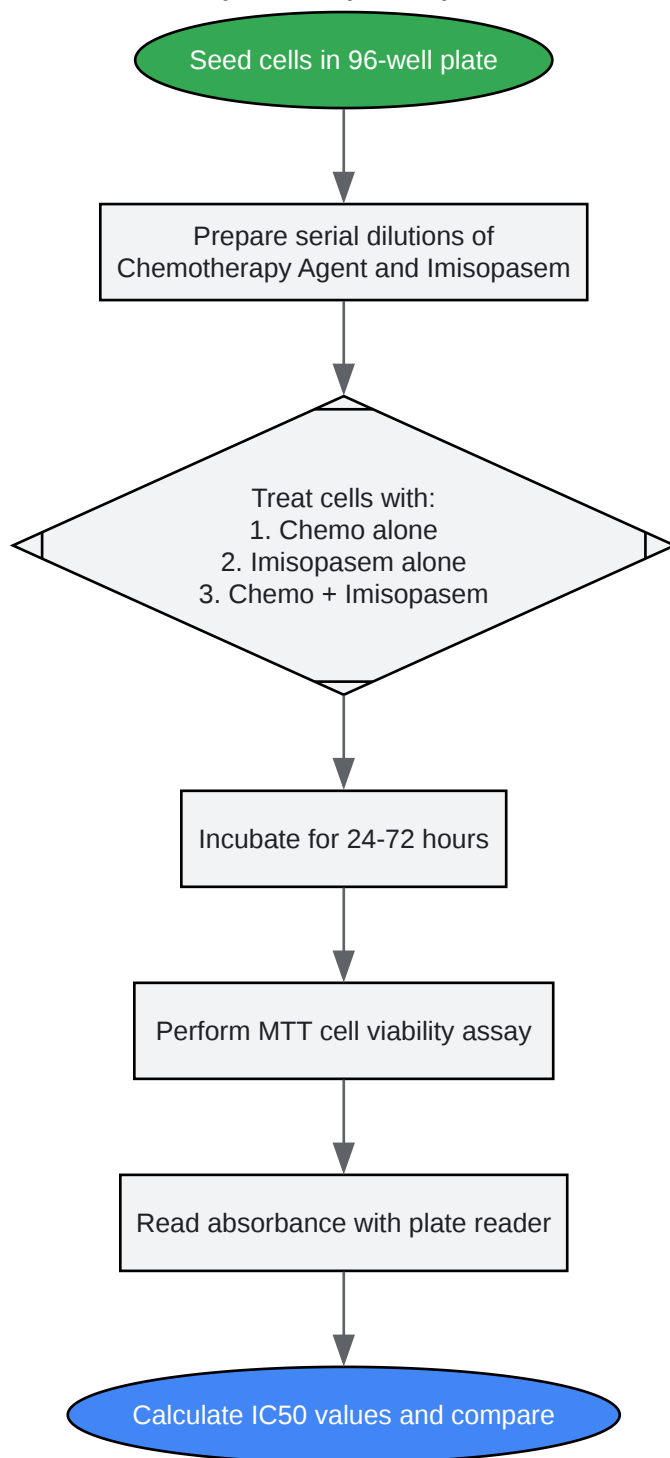 Seed cells in 96-well plate
Prepare serial dilutions of
Chemotherapy Agent and Imisopasem
Treat cells with:
1. Chemo alone
2. Imisopasem alone
3. Chemo + Imisopasem
Incubate for 24-72 hours
Perform MTT cell viability assay
Read absorbance with plate reader
Calculate IC50 values and compare